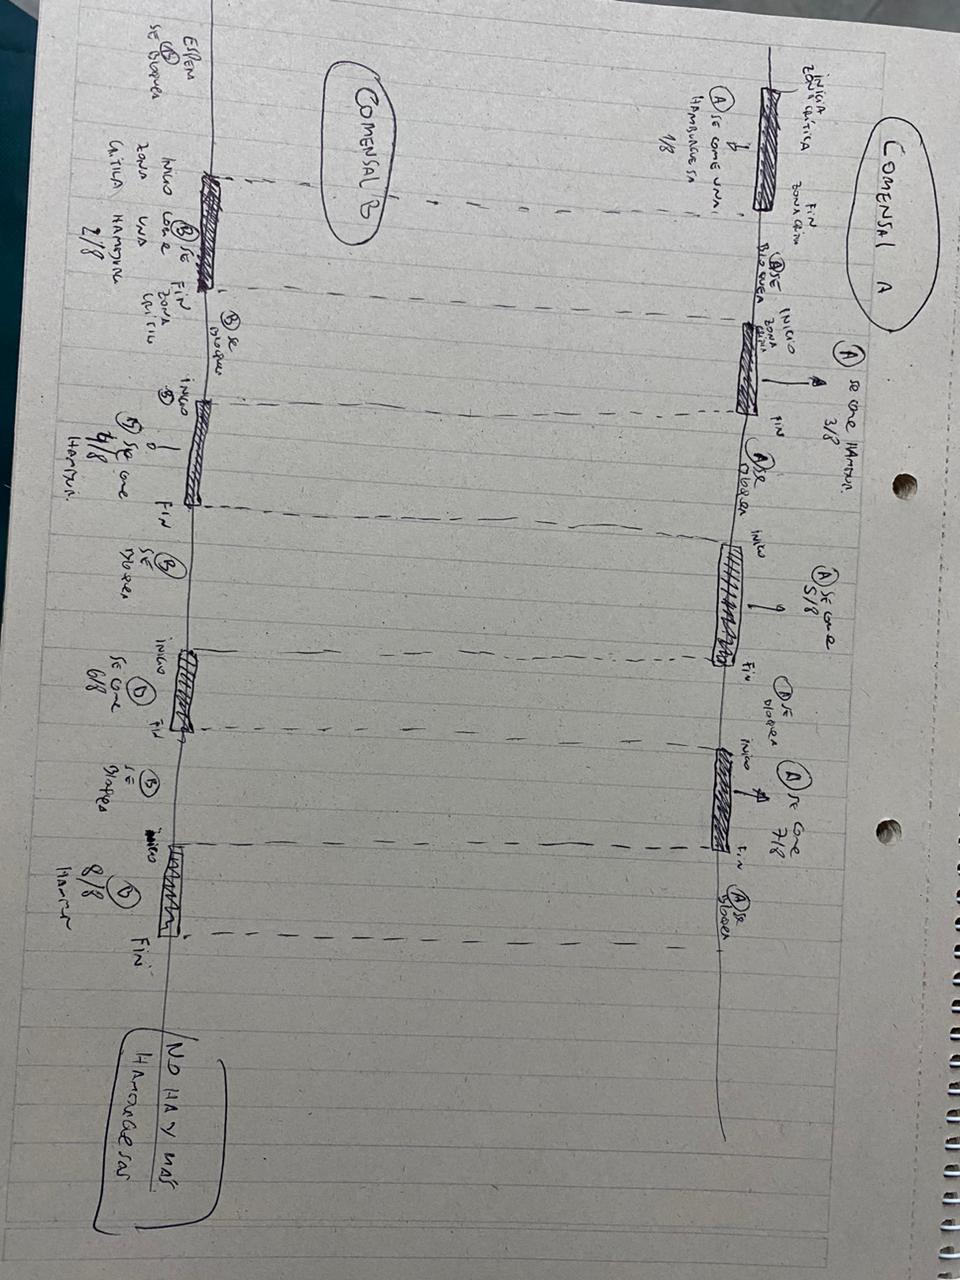 COMENSAL A
INICIA
ZONA CRITICA
FIN
ZONA CRITIC
(A) SE COME UNA
HAMBURGUESA
1/8
(A) SE
BLOQUEA
INICIO
ZONA
CRITICA
(A) SE COME HAMBUR.
3/8
FIN
(A) SE
BLOQUEA
INICIO
(A) SE COME
5/8
FIN
(A) SE
BLOQUEA
INICIO
(A) SE COME
7/8
FIN
(A) SE
BLOQUEA
COMENSAL B
ESPERA
(B)
SE BLOQUEA
INICIO
ZONA
CRITICA
(B) SE
COME
UNA
HAMBUR
2/8
FIN
ZONA
CRITIC
(B) SE
BLOQUEA
INICIO
(B)
(B) SE COME
4/8
HAMBUR.
FIN
(B)
SE
BLOQUEA
INICIO
(B)
SE COME
6/8
FIN
(B)
SE
BLOQUEA
INICIO
(B)
8/8
HAMBUR
FIN.
NO HAY MAS
HAMBURGUESAS